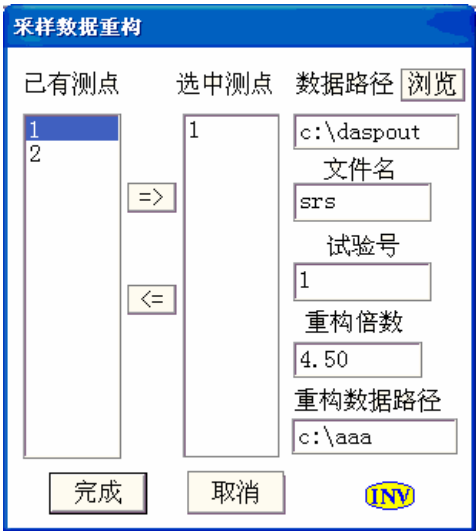 采样数据重构
已有测点 选中测点 数据路径 浏览
1 1 c:\daspout
2
文件名
=> srs
试验号
<= 1
重构倍数
4.50
重构数据路径
c:\aaa
完成 取消 INV